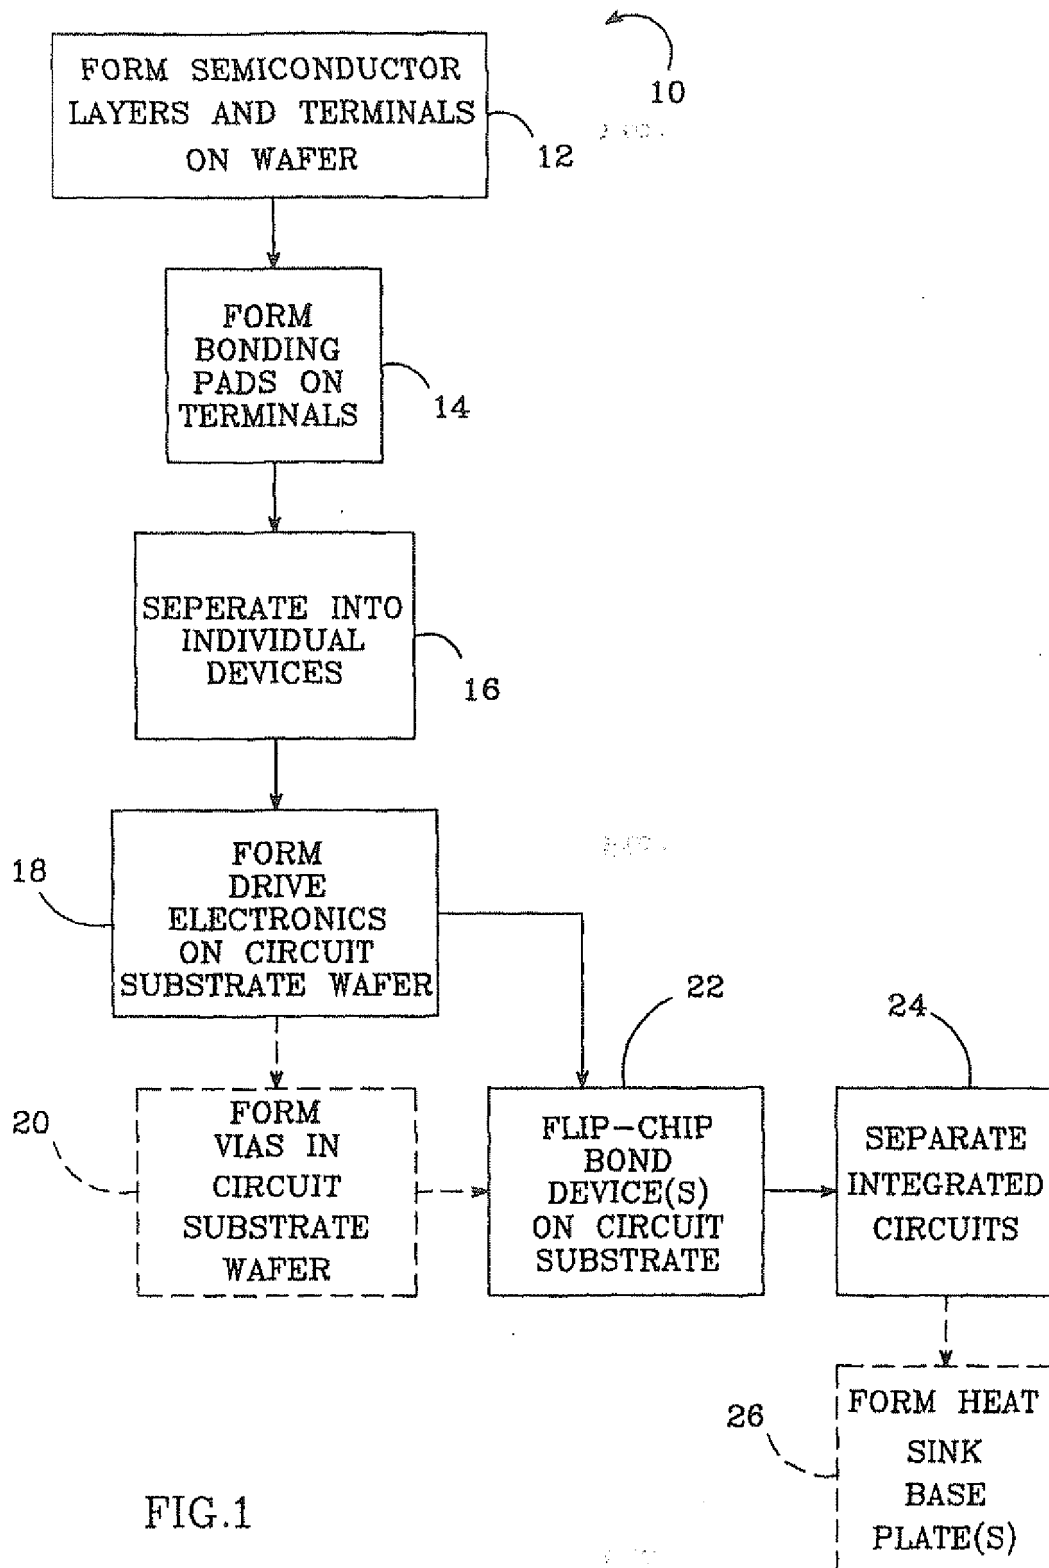 10
FORM SEMICONDUCTOR
LAYERS AND TERMINALS
ON WAFER
12
FORM
BONDING
PADS ON
TERMINALS
14
SEPERATE INTO
INDIVIDUAL
DEVICES
16
18
FORM
DRIVE
ELECTRONICS
ON CIRCUIT
SUBSTRATE WAFER
20
FORM
VIAS IN
CIRCUIT
SUBSTRATE
WAFER
22
FLIP-CHIP
BOND
DEVICE(S)
ON CIRCUIT
SUBSTRATE
24
SEPARATE
INTEGRATED
CIRCUITS
26
FORM HEAT
SINK
BASE
PLATE(S)
FIG.1